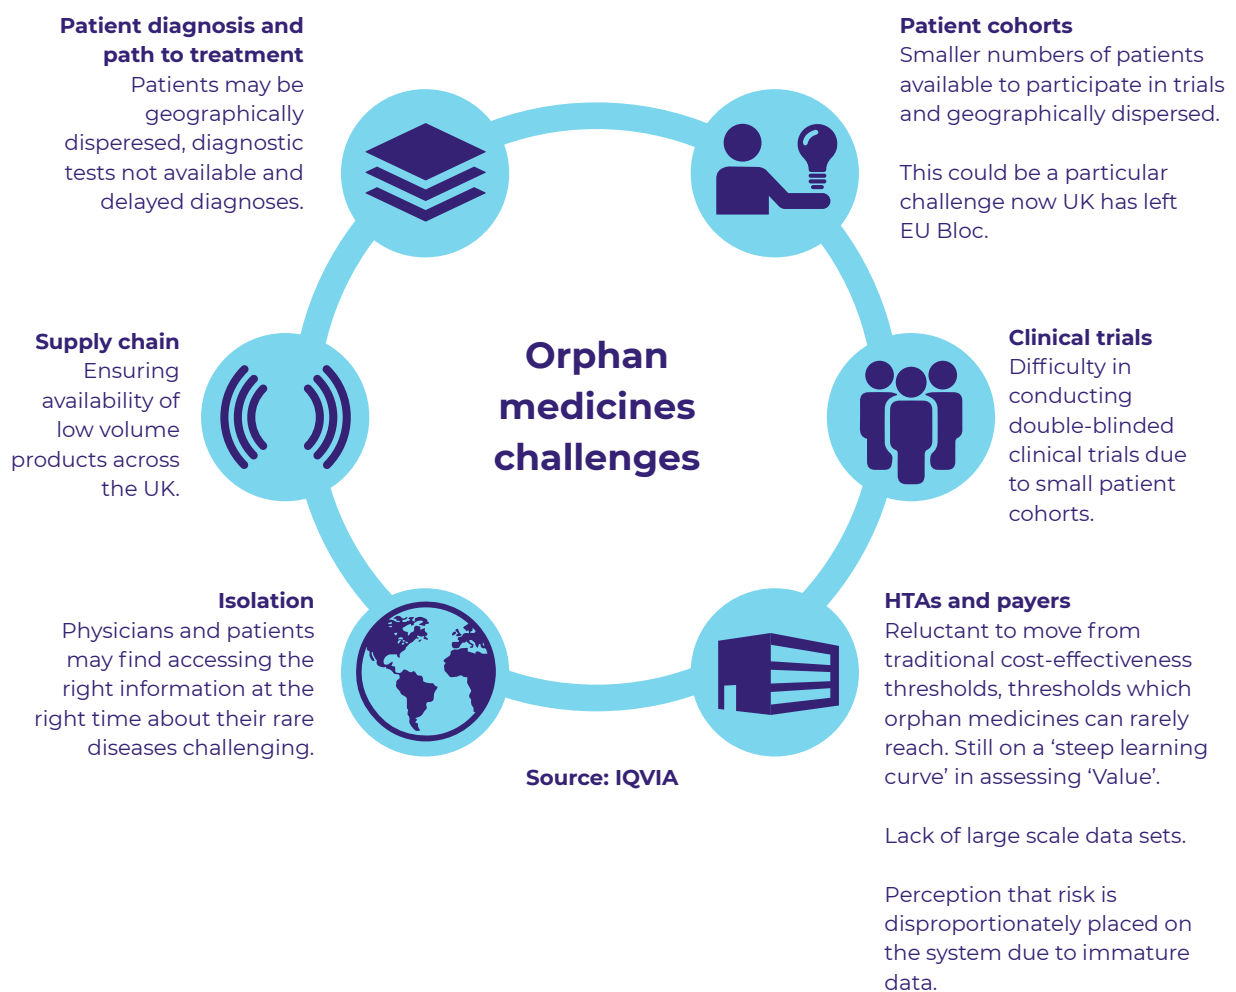 Patient diagnosis and
path to treatment
Patients may be
geographically
disperesed, diagnostic
tests not available and
delayed diagnoses.
Patient cohorts
Smaller numbers of patients
available to participate in trials
and geographically dispersed.
This could be a particular
challenge now UK has left
EU Bloc.
Supply chain
Ensuring
availability of
low volume
products across
the UK.
Orphan
medicines
challenges
Clinical trials
Difficulty in
conducting
double-blinded
clinical trials due
to small patient
cohorts.
Isolation
Physicians and patients
may find accessing the
right information at the
right time about their rare
diseases challenging.
HTAs and payers
Reluctant to move from
traditional cost-effectiveness
thresholds, thresholds which
orphan medicines can rarely
reach. Still on a ‘steep learning
curve’ in assessing ‘Value’.
Lack of large scale data sets.
Perception that risk is
disproportionately placed on
the system due to immature
data.
Source: IQVIA